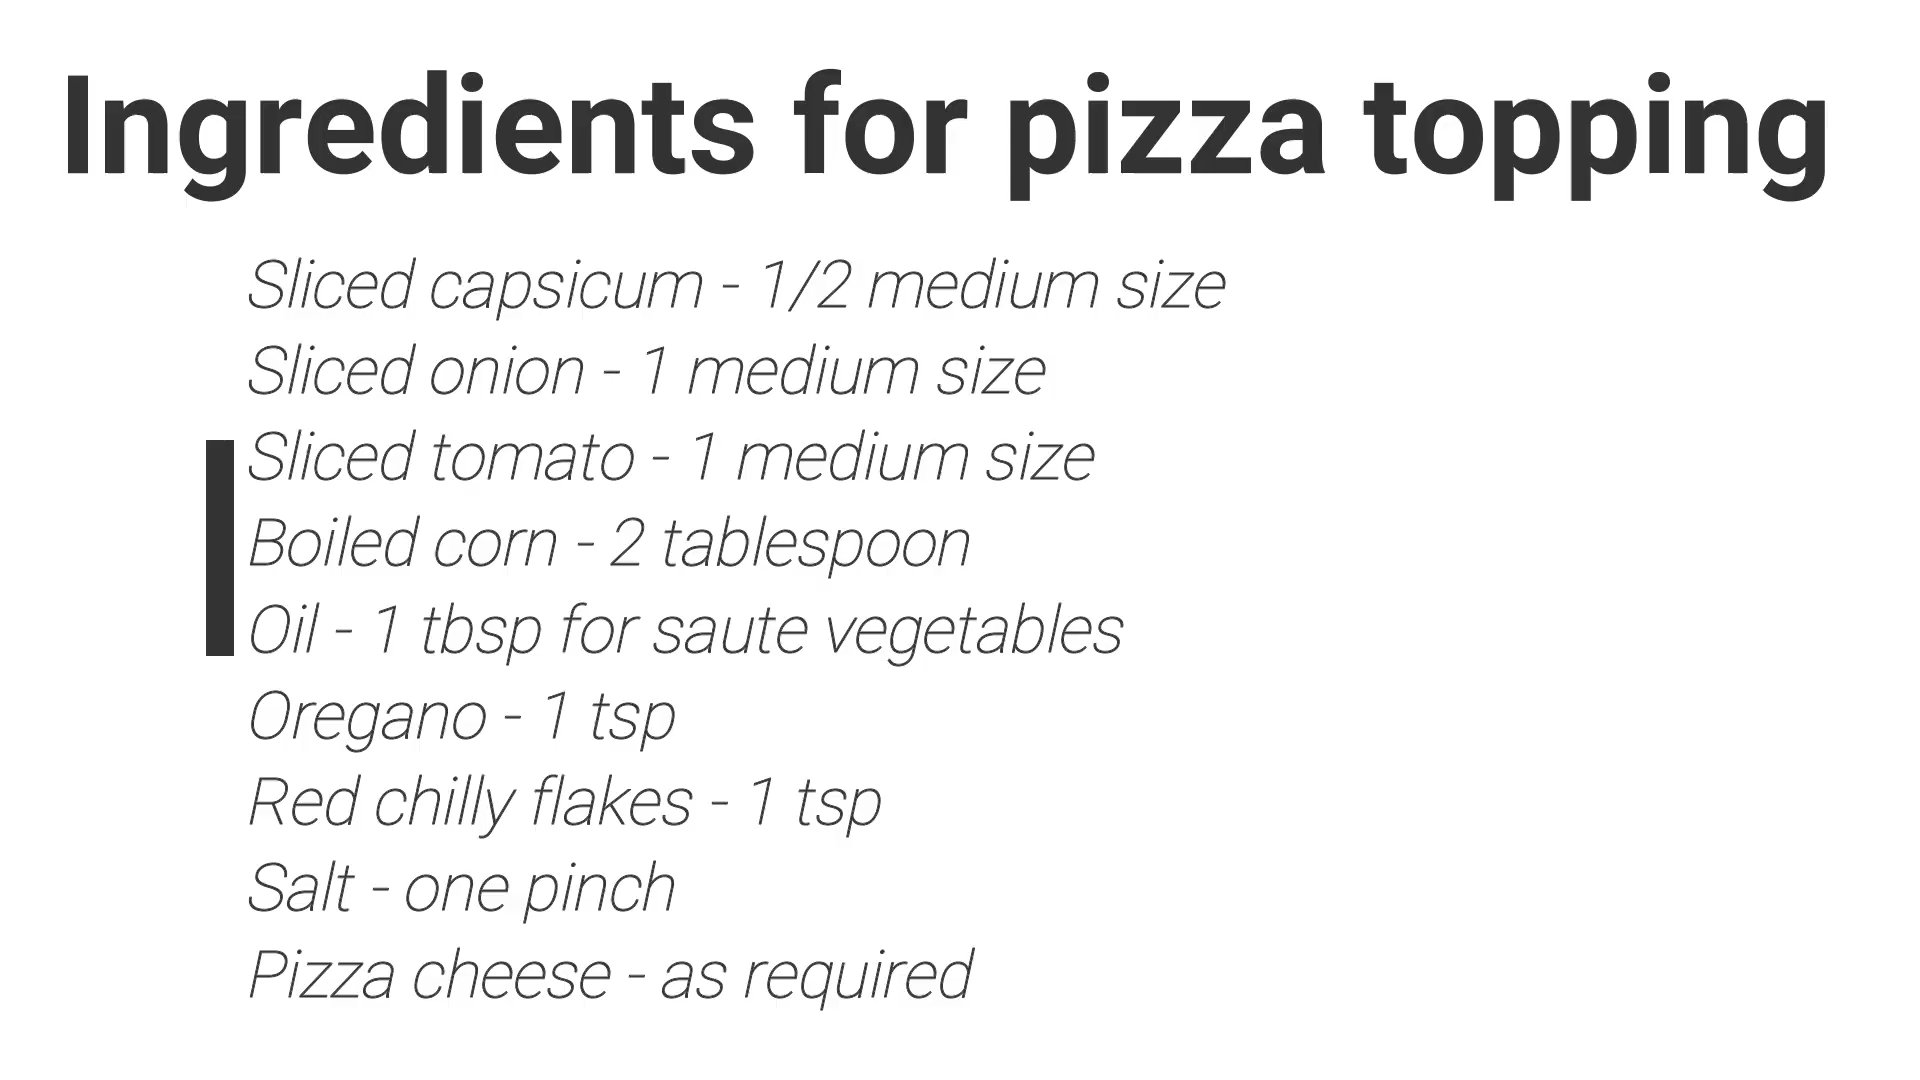 Ingredients for pizza topping
Sliced capsicum - 1/2 medium size
Sliced onion - 1 medium size
Sliced tomato - 1 medium size
Boiled corn - 2 tablespoon
Oil - 1 tbsp for saute vegetables
Oregano - 1 tsp
Red chilly flakes - 1 tsp
Salt - one pinch
Pizza cheese - as required